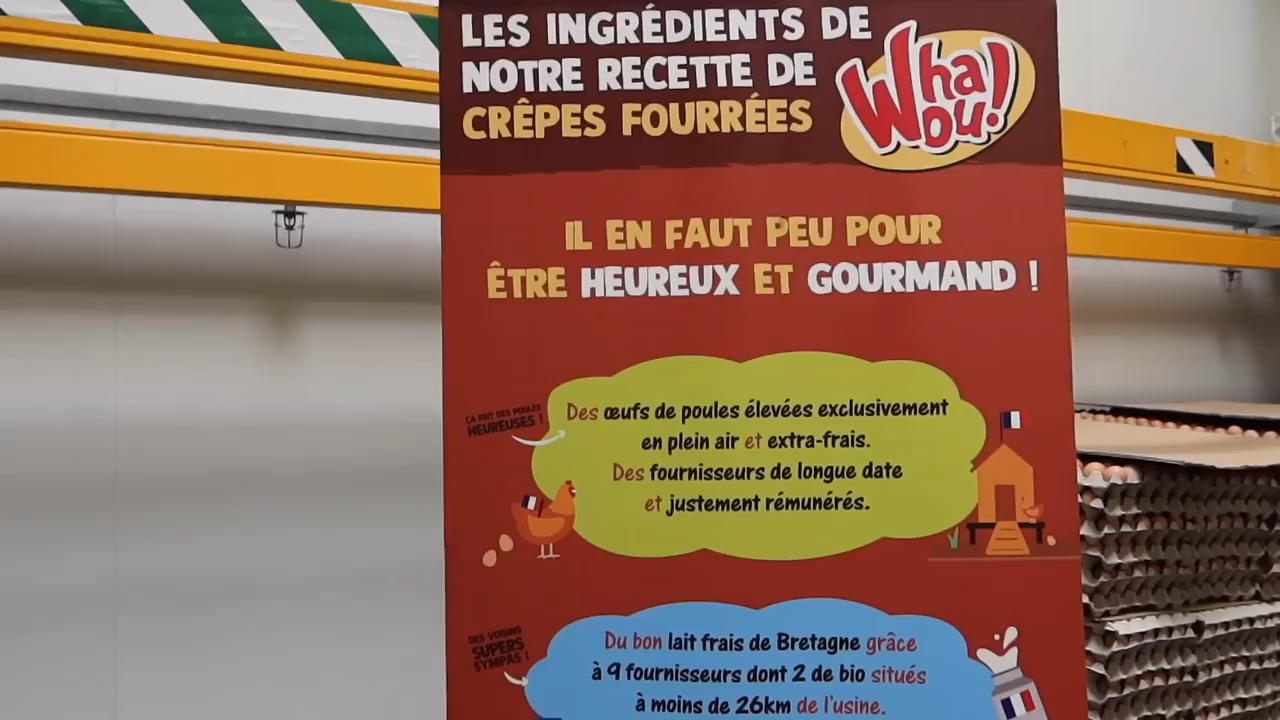 LES INGRÉDIENTS DE
NOTRE RECETTE DE
CRÊPES FOURRÉES
Whaou!
IL EN FAUT PEU POUR
ÊTRE HEUREUX ET GOURMAND !
ÇA FAIT DES POULES
HEUREUSES !
Des œufs de poules élevées exclusivement
en plein air et extra-frais.
Des fournisseurs de longue date
et justement rémunérés.
DES VOISINS
SUPERS
SYMPAS !
Du bon lait frais de Bretagne grâce
à 9 fournisseurs dont 2 de bio situés
à moins de 26km de l'usine.